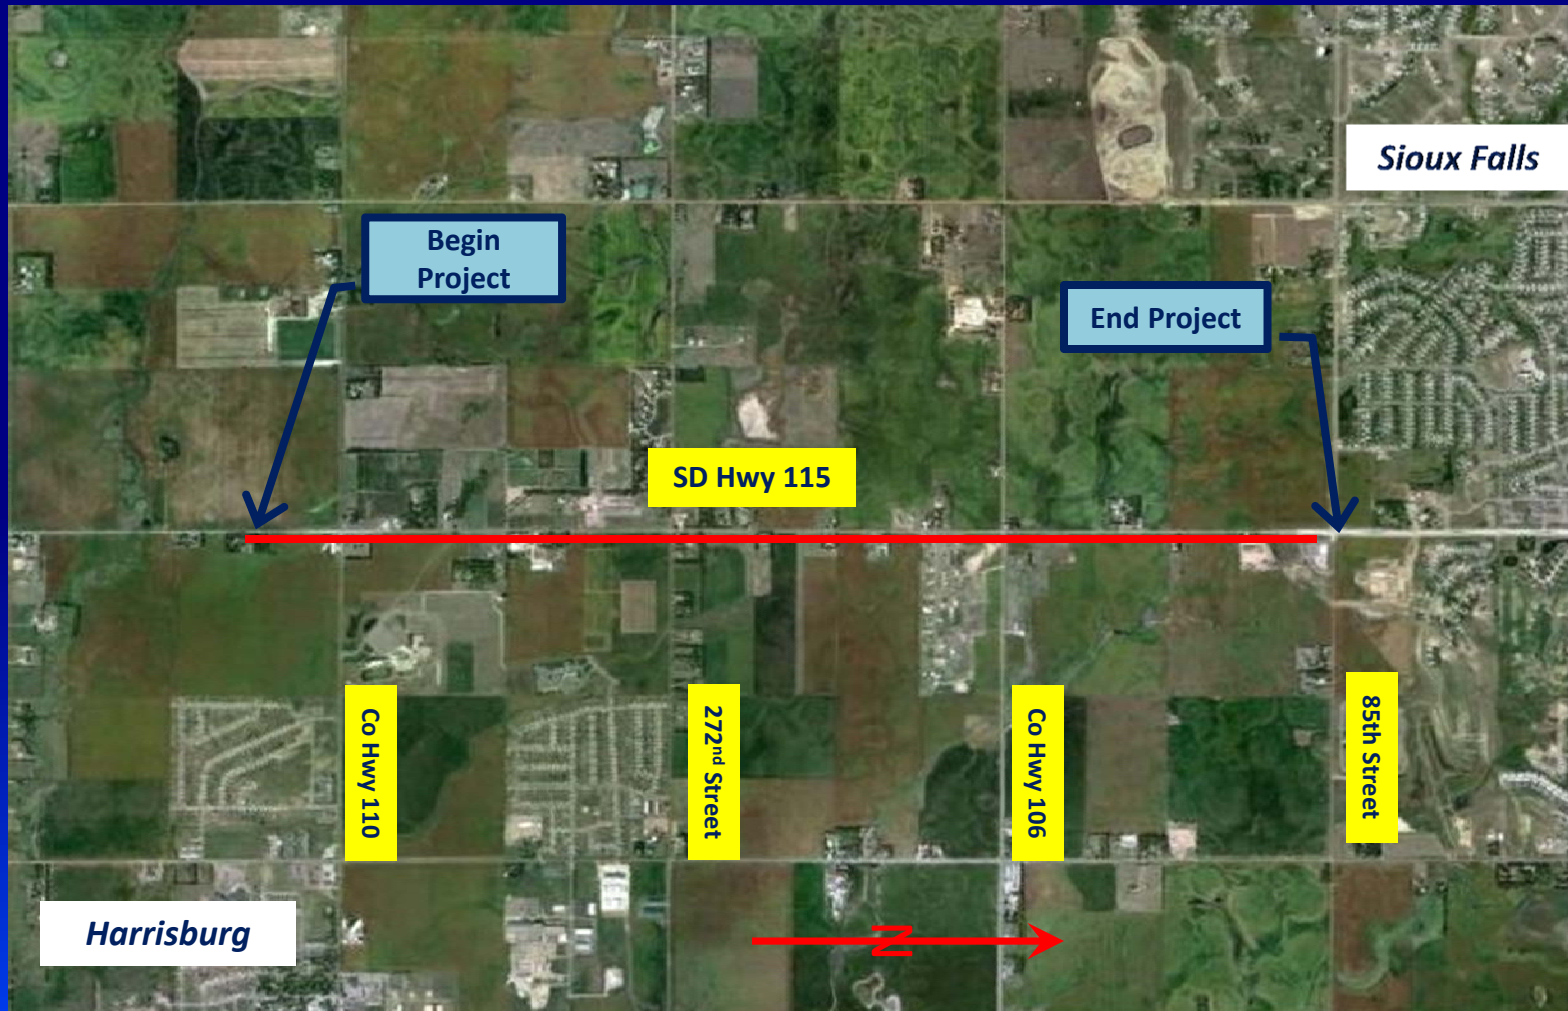 Sioux Falls
Begin
Project
End Project
SD Hwy 115
Co Hwy 110
272nd Street
Co Hwy 106
85th Street
Harrisburg
N